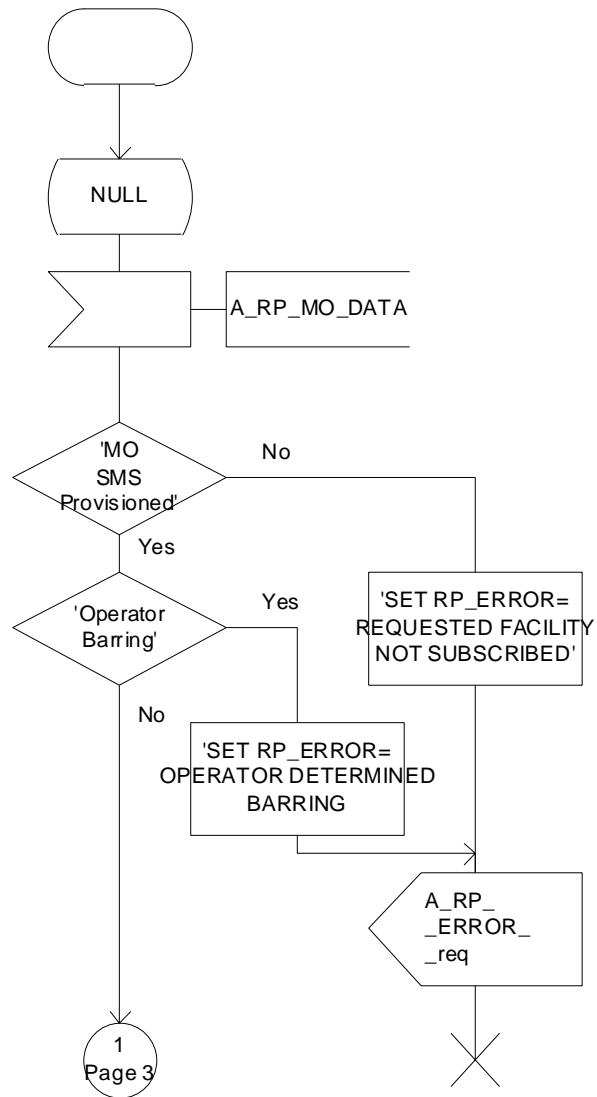 NULL
A_RP_MO_DATA
'MO
SMS
Provisioned'
No
Yes
'Operator
Barring'
Yes
'SET RP_ERROR=
REQUESTED FACILITY
NOT SUBSCRIBED'
No
'SET RP_ERROR=
OPERATOR DETERMINED
BARRING
A_RP_
_ERROR_
_req
1
Page 3